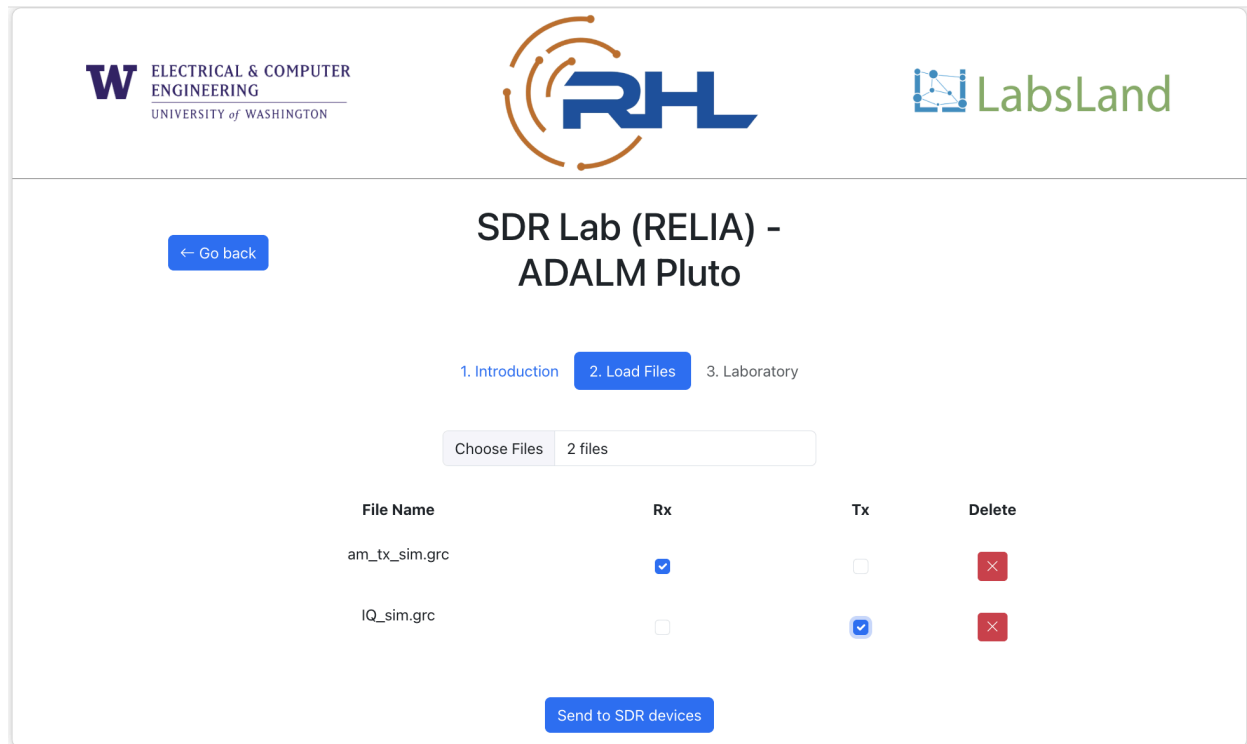 W
ELECTRICAL & COMPUTER
ENGINEERING
UNIVERSITY of WASHINGTON
RHL
LabsLand
← Go back
SDR Lab (RELIA) -
ADALM Pluto
1. Introduction 2. Load Files 3. Laboratory
Choose Files 2 files
File Name Rx Tx Delete
am_tx_sim.grc
IQ_sim.grc
Send to SDR devices